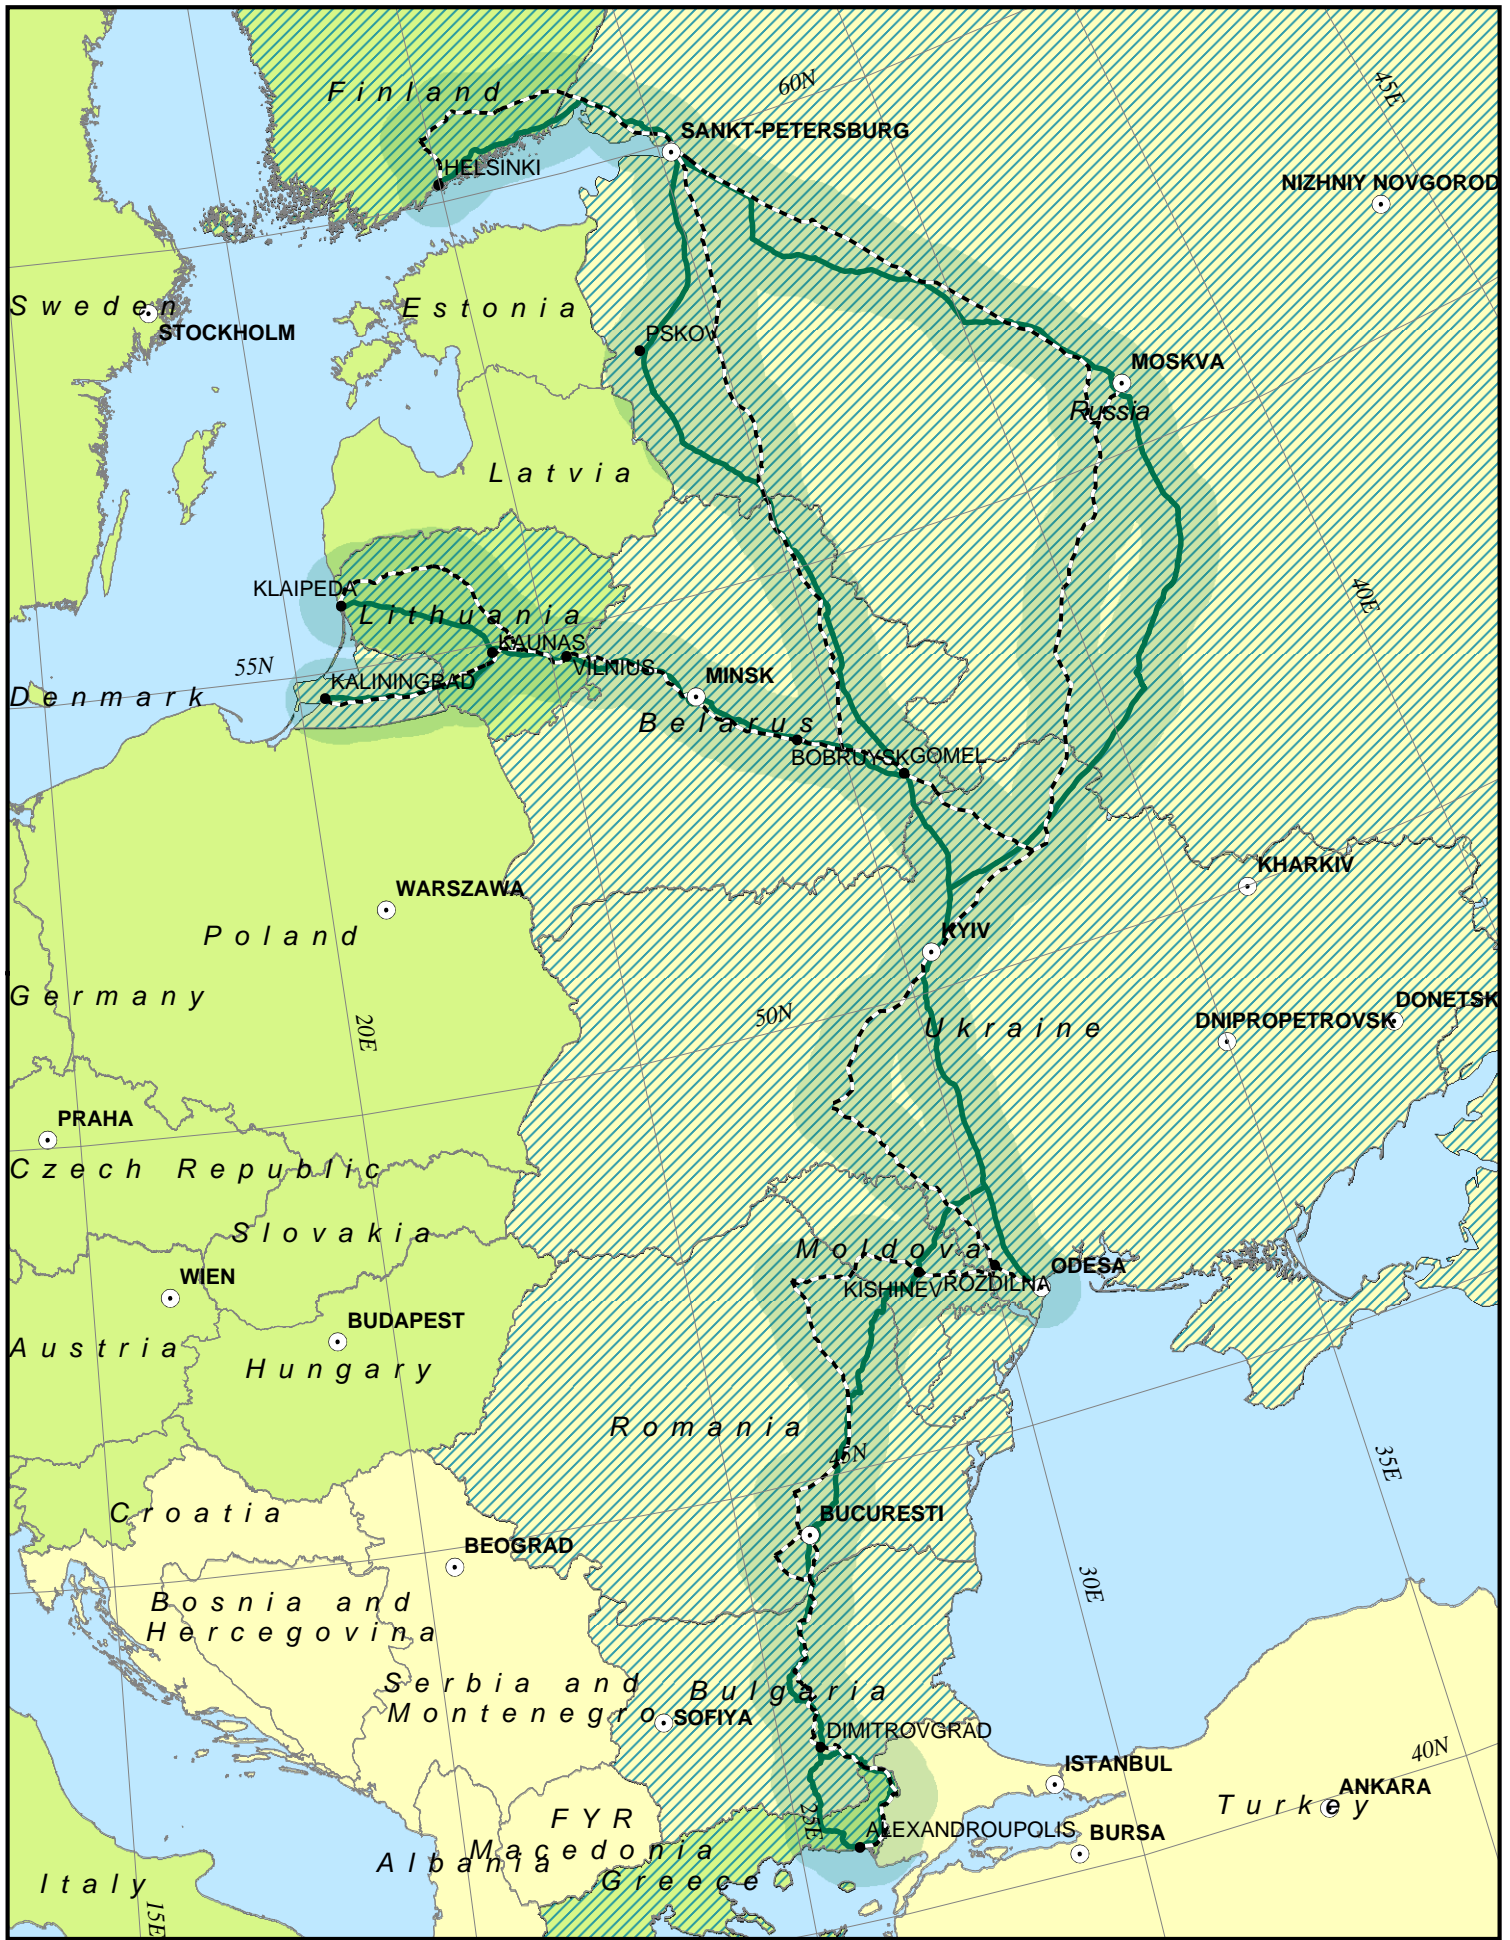 60N
45E
Finland
SANKT-PETERSBURG
HELSINKI
NIZHNIY NOVGOROD
Sweden
STOCKHOLM
Estonia
PSKOV
MOSKVA
Russia
Latvia
KLAIPEDA
Lithuania
40E
KAUNAS
VILNIUS
55N
KALININGRAD
MINSK
Denmark
Belarus
BOBRUYSK
GOMEL
KHARKIV
WARSZAWA
Poland
KYIV
Germany
DONETSK
50N
20E
Ukraine
DNIPROPETROVSK
PRAHA
Czech Republic
Slovakia
Moldova
ODESA
WIEN
KISHINEV
ROZDILNA
BUDAPEST
Austria
Hungary
Romania
45N
35E
Croatia
BUCURESTI
BEOGRAD
30E
Bosnia and
Hercegovina
Serbia and
Montenegro
Bulgaria
SOFIYA
DIMITROVGRAD
ISTANBUL
40N
ANKARA
Turkey
FYR
Macedonia
25E
ALEXANDROUPOLIS
BURSA
Albania
Greece
Italy
15E